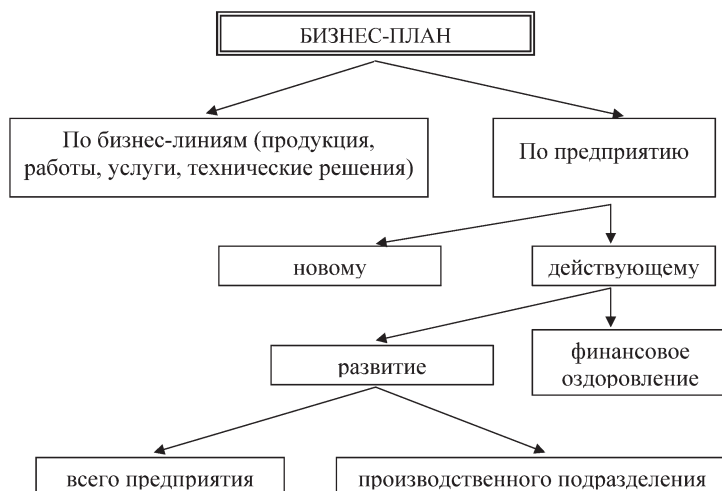 БИЗНЕС-ПЛАН
По бизнес-линиям (продукция,
работы, услуги, технические решения)
По предприятию
новому
действующему
развитие
финансовое
оздоровление
всего предприятия
производственного подразделения